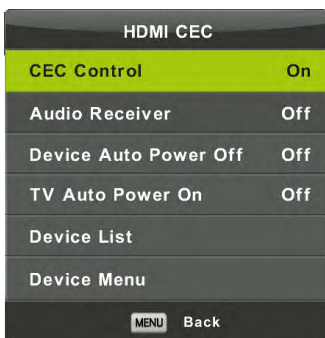 HDMI CEC
CEC Control On
Audio Receiver Off
Device Auto Power Off Off
TV Auto Power On Off
Device List
Device Menu
MENU Back